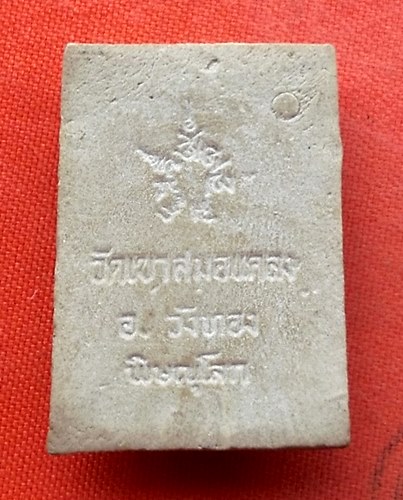 วัดเขาสมอแคลง
อ. วังทอง
พิษณุโลก